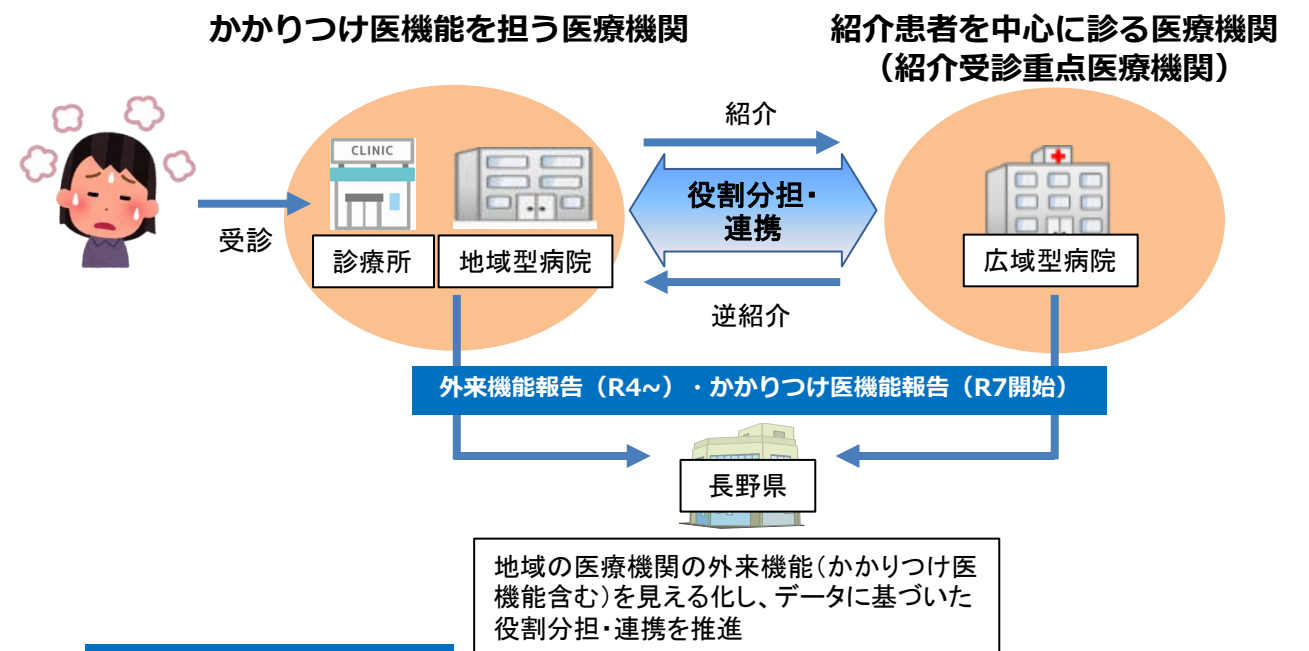 かかりつけ医機能を担う医療機関
紹介患者を中心に診る医療機関
（紹介受診重点医療機関）
CLINIC
紹介
役割分担・
連携
受診
診療所
地域型病院
広域型病院
逆紹介
外来機能報告（R4~）・かかりつけ医機能報告（R7開始）
長野県
地域の医療機関の外来機能（かかりつけ医
機能含む）を見える化し、データに基づいた
役割分担・連携を推進